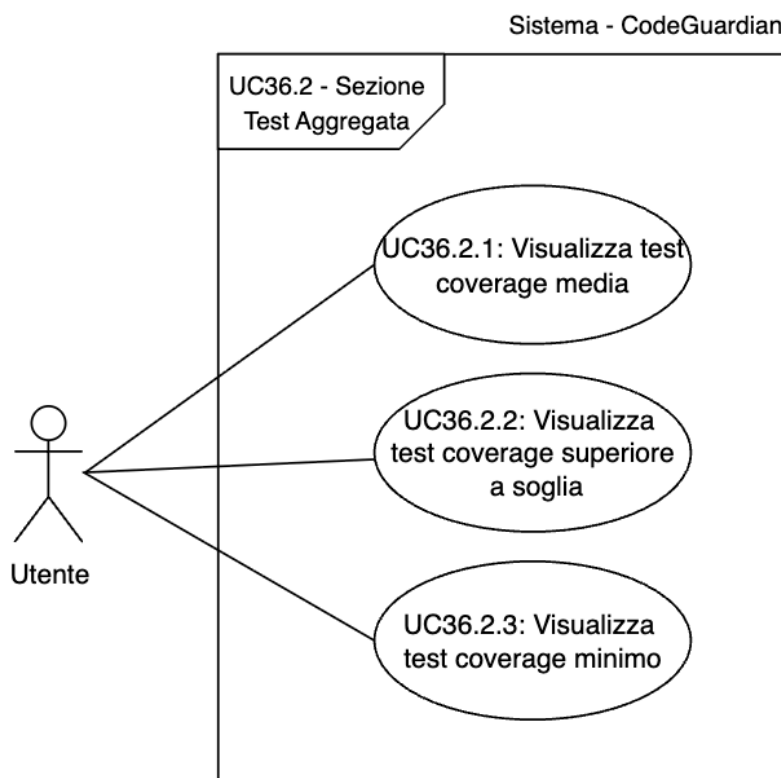 Sistema - CodeGuardian
UC36.2 - Sezione
Test Aggregata
UC36.2.1: Visualizza test
coverage media
UC36.2.2: Visualizza
test coverage superiore
a soglia
Utente
UC36.2.3: Visualizza
test coverage minimo